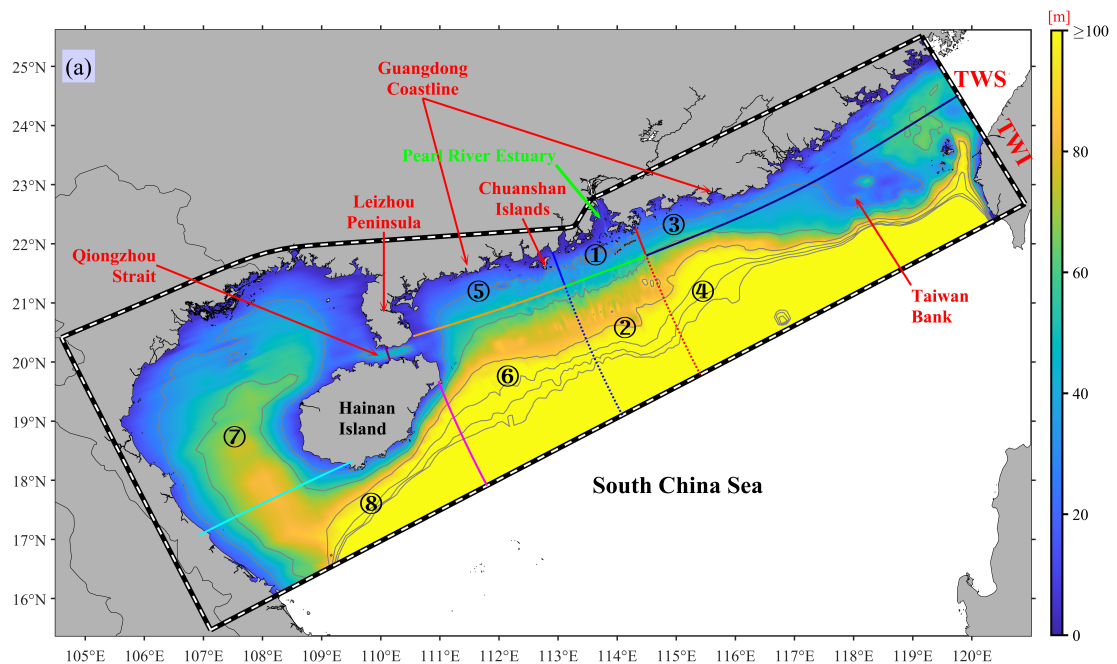 [m]
≥100
(a)
25°N
Guangdong
Coastline
TWS
80
24°N
TWI
Pearl River Estuary
23°N
Chuanshan
Islands
Leizhou
Peninsula
③
22°N
①
Qiongzhou
Strait
60
⑤
④
21°N
Taiwan
Bank
②
20°N
⑥
40
19°N
Hainan
Island
⑦
18°N
South China Sea
⑧
20
17°N
16°N
0
105°E
106°E
107°E
108°E
109°E
110°E
111°E
112°E
113°E
114°E
115°E
116°E
117°E
118°E
119°E
120°E